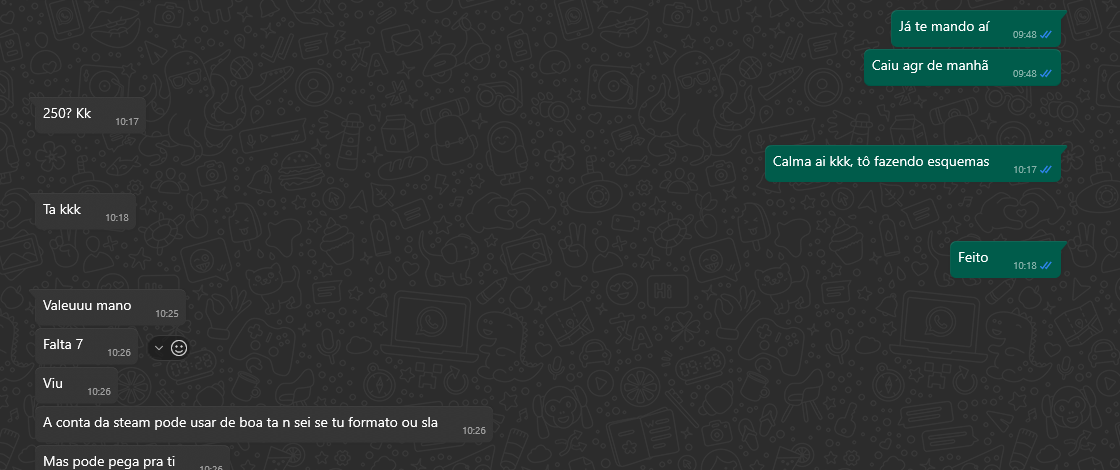 Já te mando aí
09:48
Caiu agr de manhã
09:48
250? Kk
10:17
Calma ai kkk, tô fazendo esquemas
10:17
Ta kkk
10:18
Feito
10:18
Valeuuu mano
10:25
Falta 7
10:26
Viu
10:26
A conta da steam pode usar de boa ta n sei se tu formato ou sla
10:26
Mas pode pega pra ti
10:26